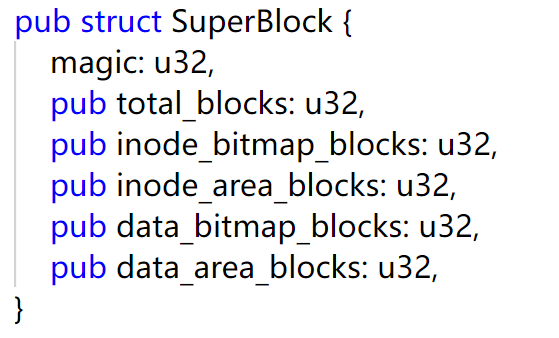 pub struct SuperBlock {
    magic: u32,
    pub total_blocks: u32,
    pub inode_bitmap_blocks: u32,
    pub inode_area_blocks: u32,
    pub data_bitmap_blocks: u32,
    pub data_area_blocks: u32,
}